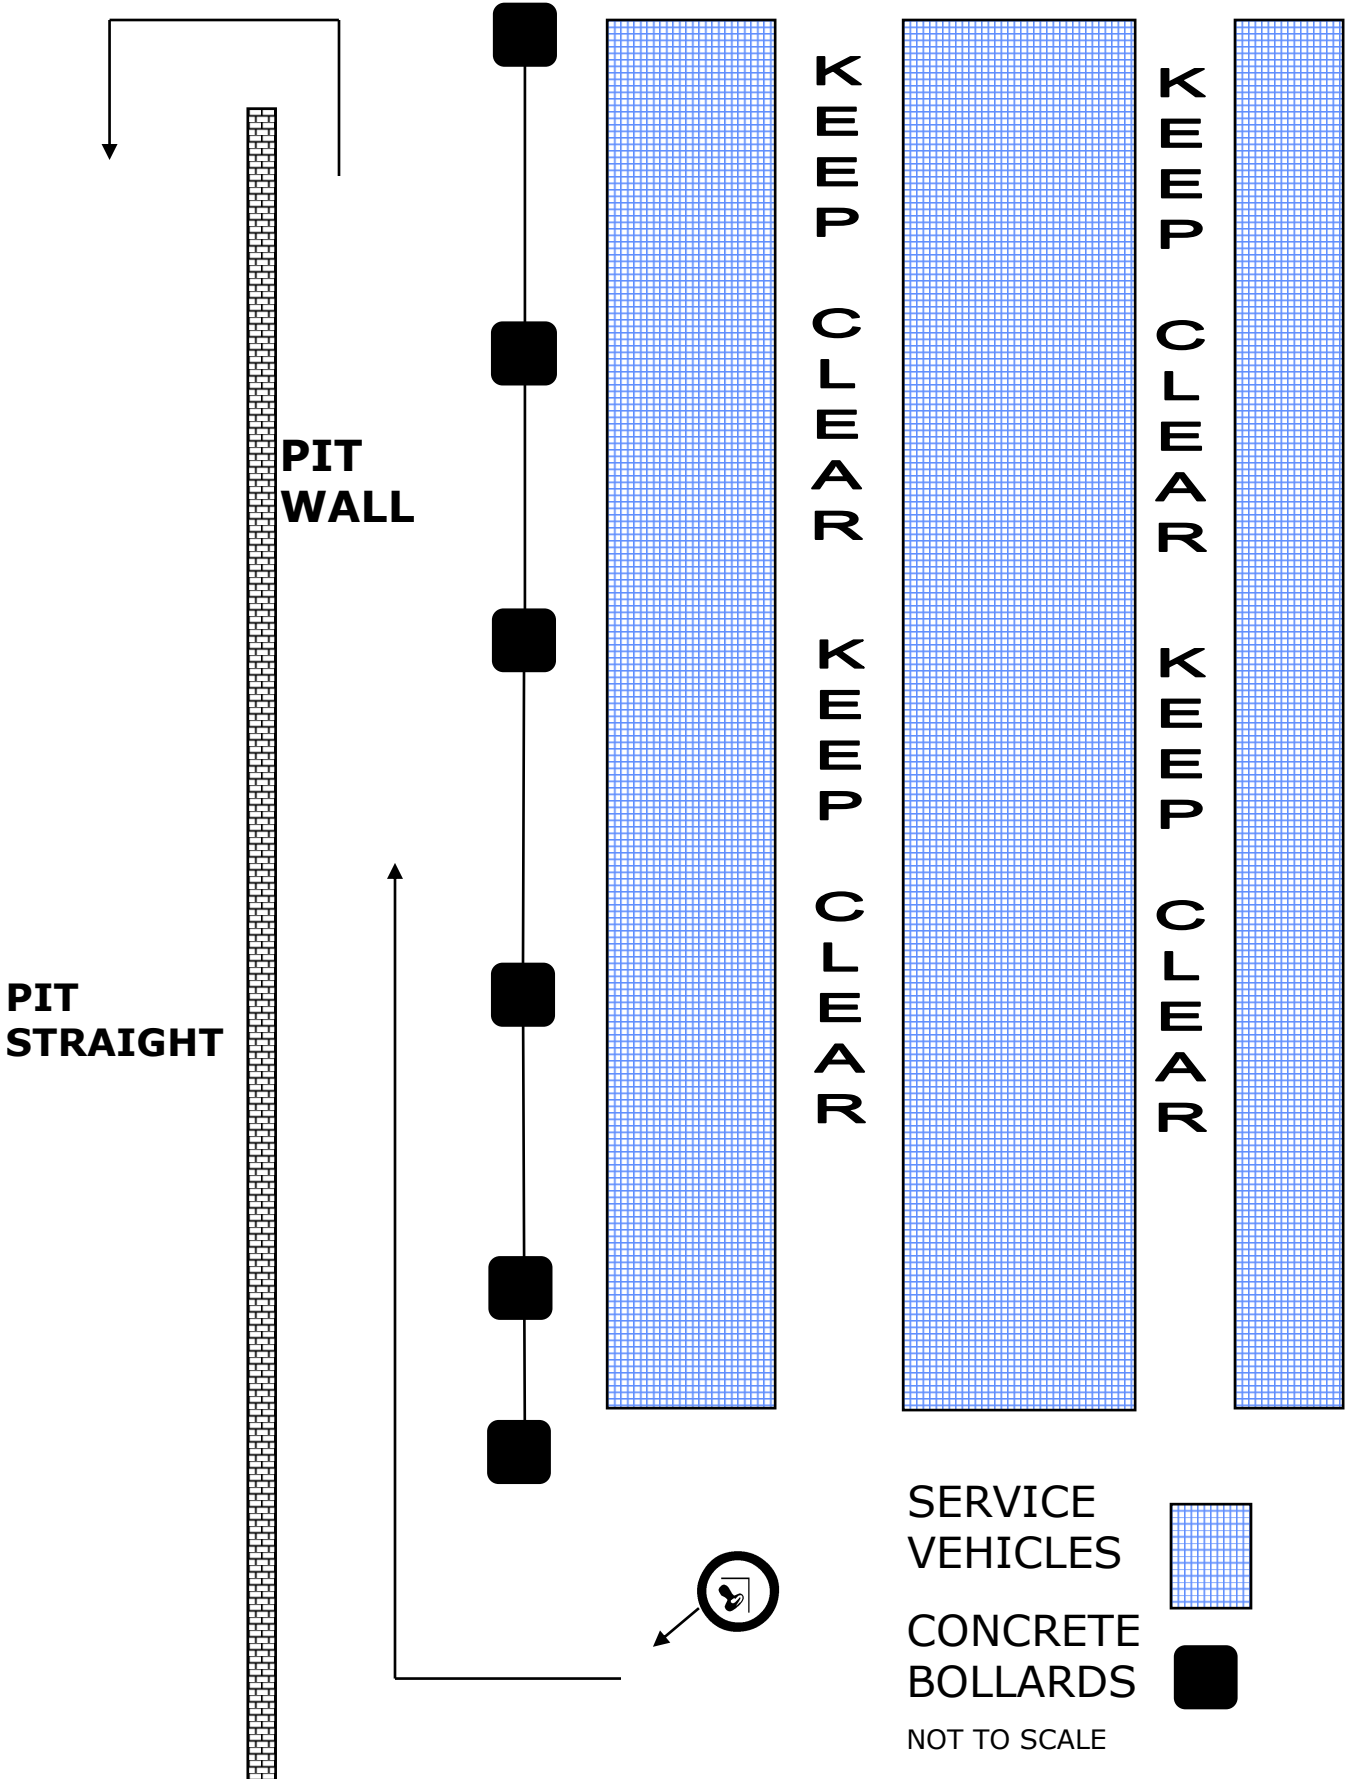 KEEP CLEAR KEEP CLEAR
KEEP CLEAR KEEP CLEAR
PIT
WALL
PIT
STRAIGHT
SERVICE
VEHICLES
CONCRETE
BOLLARDS
NOT TO SCALE